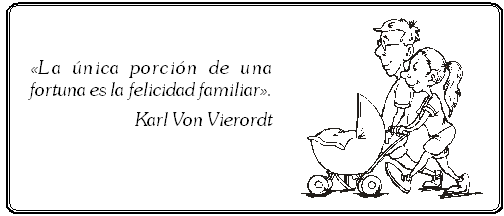 «La única porción de una
fortuna es la felicidad familiar».
Karl Von Vierordt